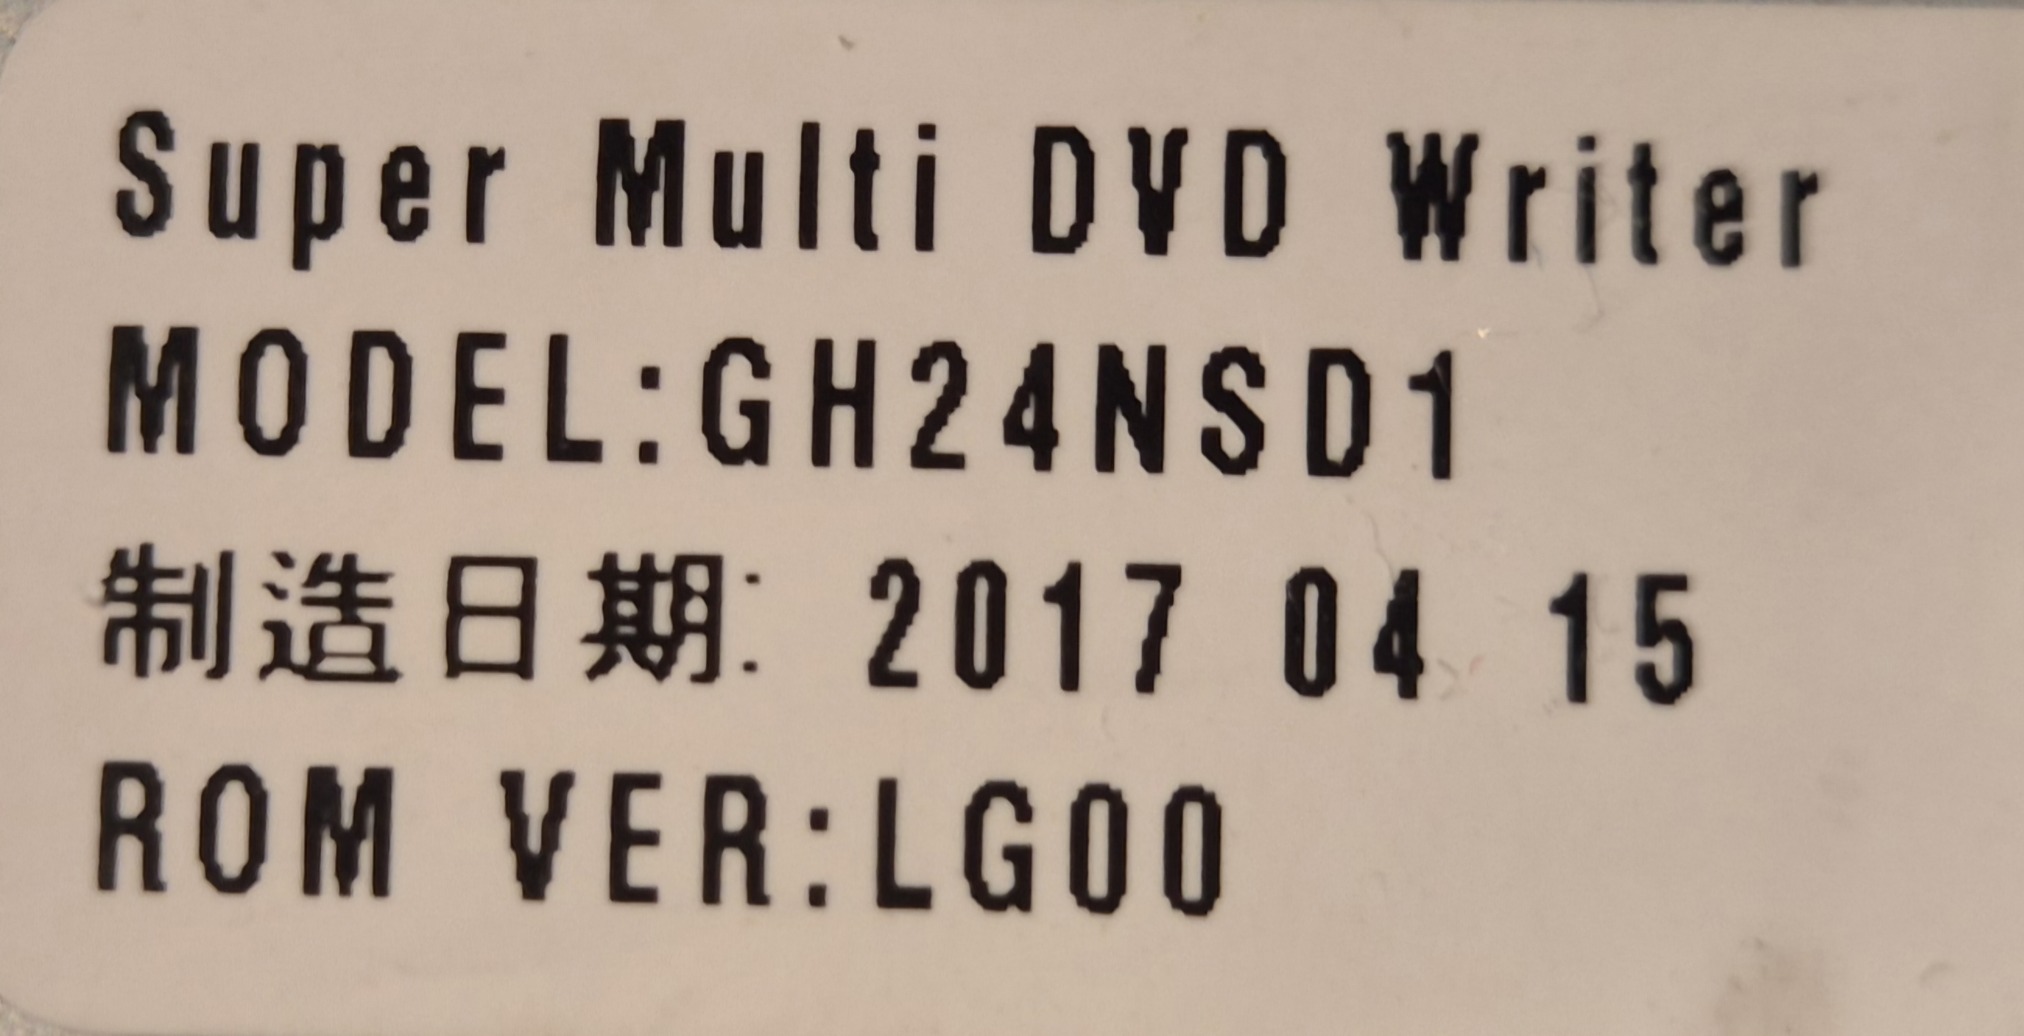 Super Multi DVD Writer
MODEL:GH24NSD1
制造日期: 2017 04 15
ROM VER:LG00